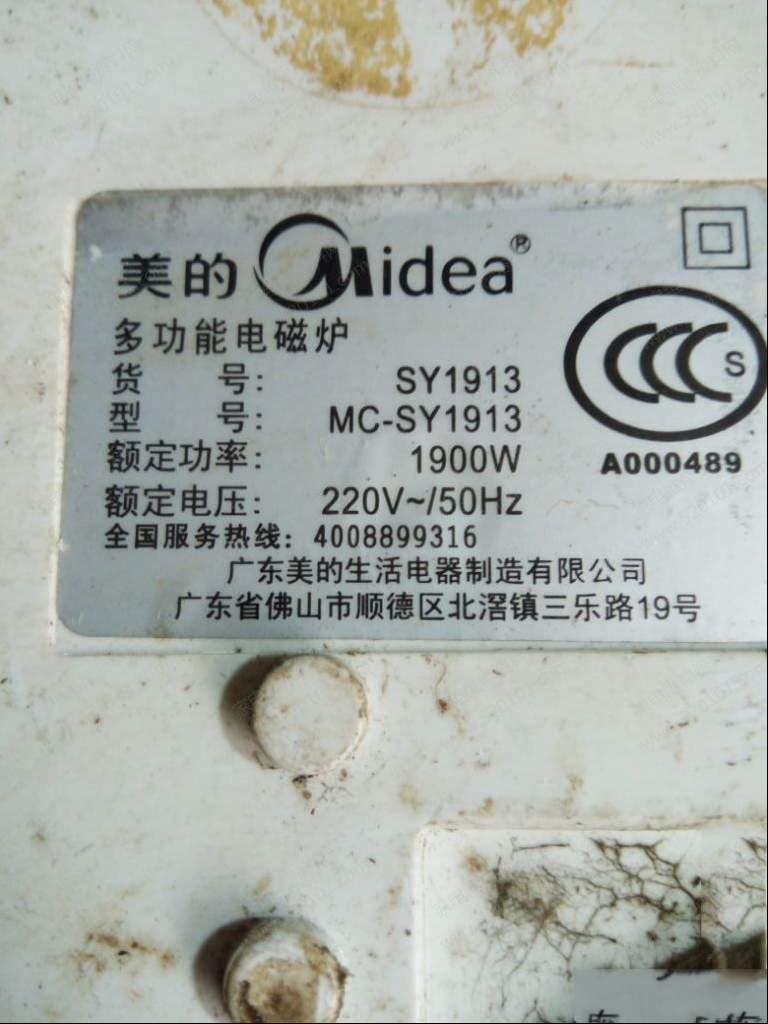 美的 Midea®
多功能电磁炉
货 号: SY1913
型 号: MC-SY1913
额定功率: 1900W
额定电压: 220V~/50Hz
全国服务热线: 4008899316
广东美的生活电器制造有限公司
广东省佛山市顺德区北滘镇三乐路19号
CCC S
A000489